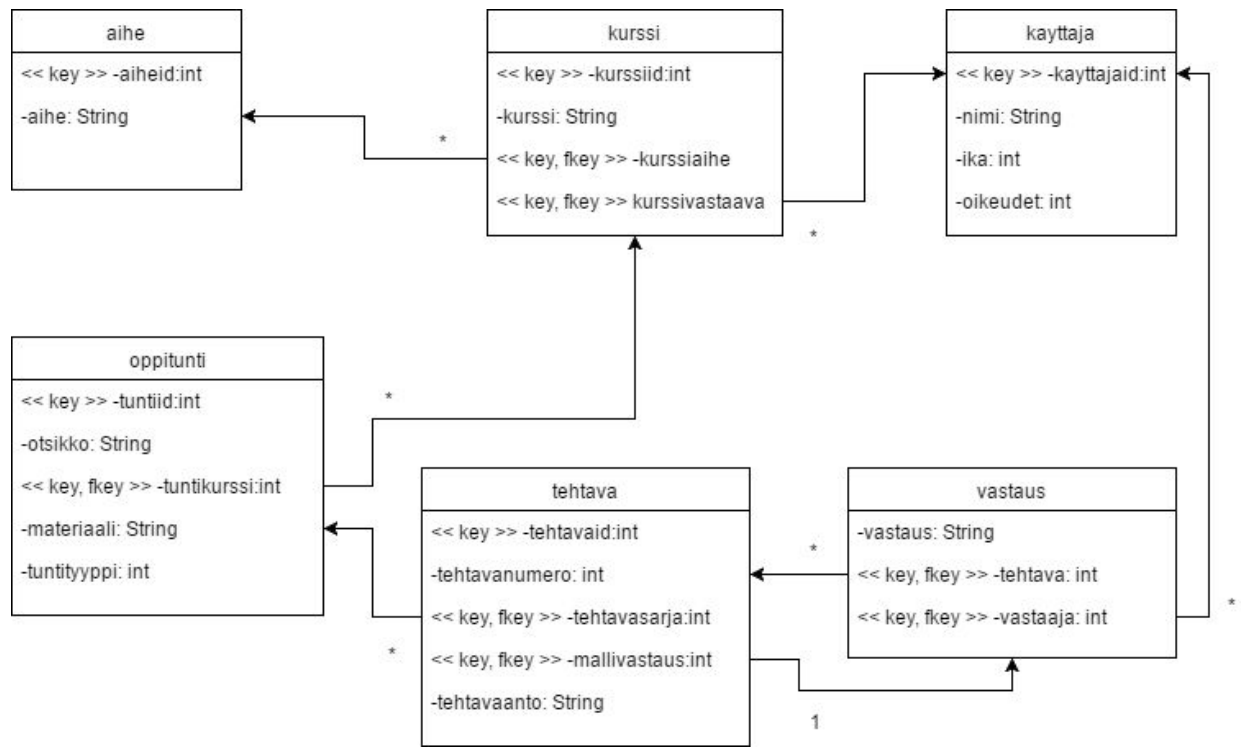 aihe
<< key >> -aiheid:int
-aihe: String
*
kurssi
<< key >> -kurssiid:int
-kurssi: String
<< key, fkey >> -kurssiaihe
<< key, fkey >> kurssivastaava
*
kayttaja
<< key >> -kayttajaid:int
-nimi: String
-ika: int
-oikeudet: int
oppitunti
<< key >> -tuntiid:int
-otsikko: String
<< key, fkey >> -tuntikurssi:int
-materiaali: String
-tuntityyppi: int
*
tehtava
<< key >> -tehtavaid:int
-tehtavanumero: int
<< key, fkey >> -tehtavasarja:int
<< key, fkey >> -mallivastaus:int
-tehtavaanto: String
*
1
vastaus
-vastaus: String
<< key, fkey >> -tehtava: int
<< key, fkey >> -vastaaja: int
*
*